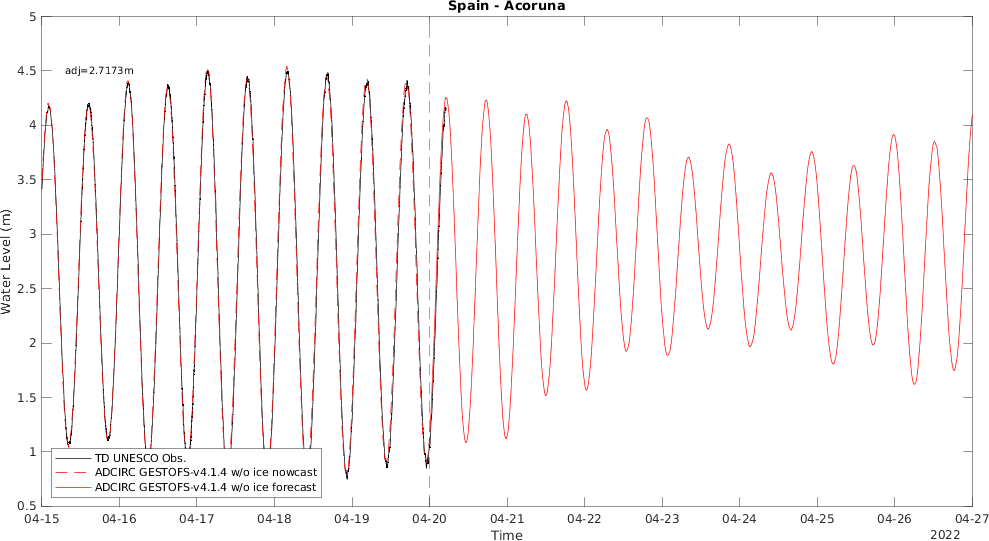 Spain - Acoruna
adj=2.7173m
Water Level (m)
5
4.5
4
3.5
3
2.5
2
1.5
1
0.5
TD UNESCO Obs.
ADCIRC GESTOFS-v4.1.4 w/o ice nowcast
ADCIRC GESTOFS-v4.1.4 w/o ice forecast
04-15 04-16 04-17 04-18 04-19 04-20 04-21 04-22 04-23 04-24 04-25 04-26 04-27
Time
2022